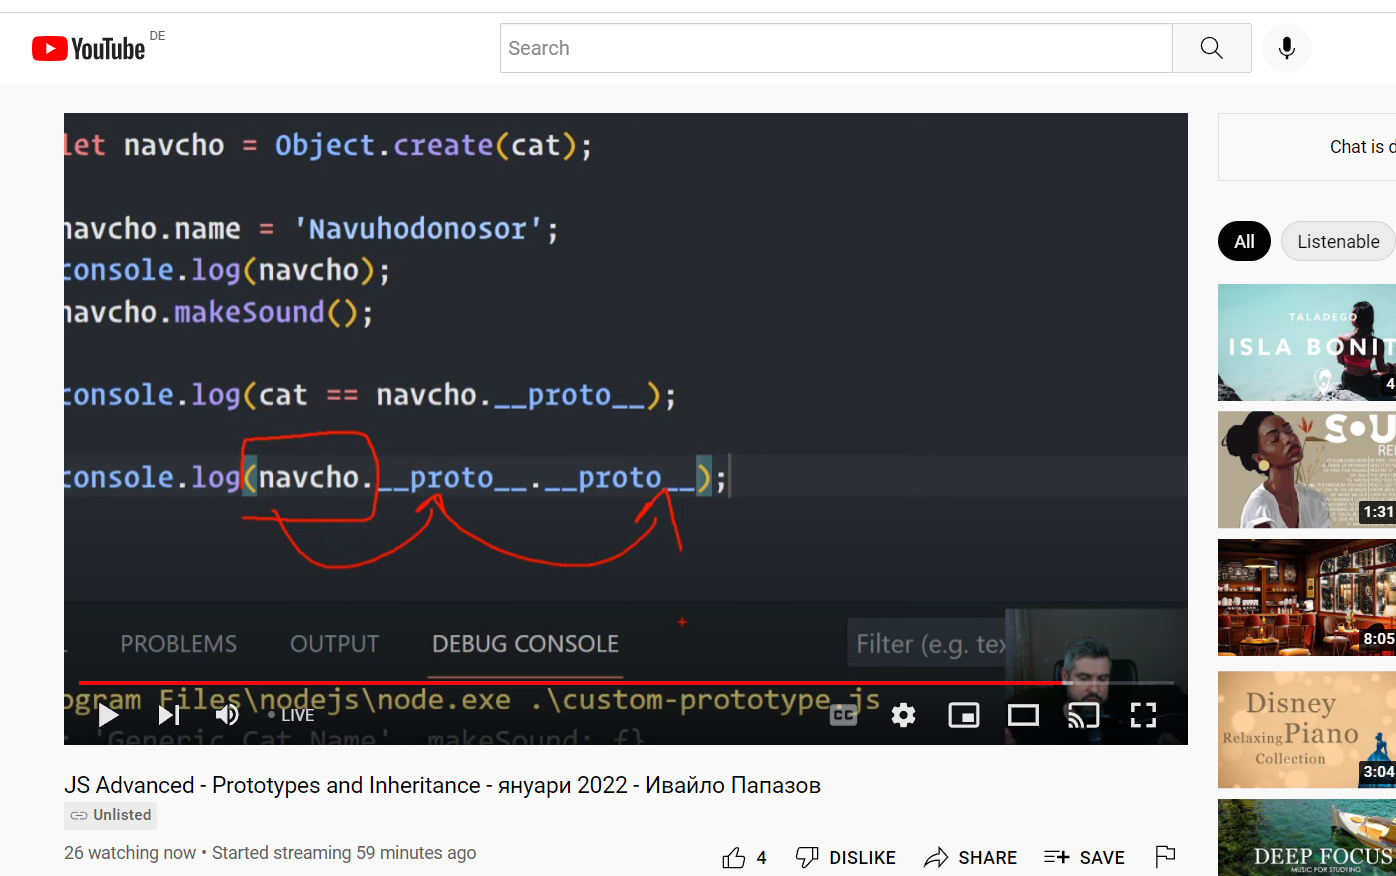 YouTube DE
Search
Chat is
let navcho = Object.create(cat);
navcho.name = 'Navuhodonosor';
console.log(navcho);
navcho.makeSound();
console.log(cat == navcho.__proto__);
console.log(navcho.__proto__.__proto__);
PROBLEMS OUTPUT DEBUG CONSOLE Filter (e.g. tex
ogram Files\nodejs\node.exe .\custom-prototype.js
'Generic Cat Name', makeSound: f}
LIVE CC
JS Advanced - Prototypes and Inheritance - януари 2022 - Ивайло Папазов
Unlisted
26 watching now • Started streaming 59 minutes ago
4 DISLIKE SHARE SAVE
All Listenable
TALADEGO
ISLA BONIT
4
SOU
RE
1:31
8:05
Disney
Relaxing Piano
Collection
3:04
DEEP FOCUS
MUSIC FOR STUDYING